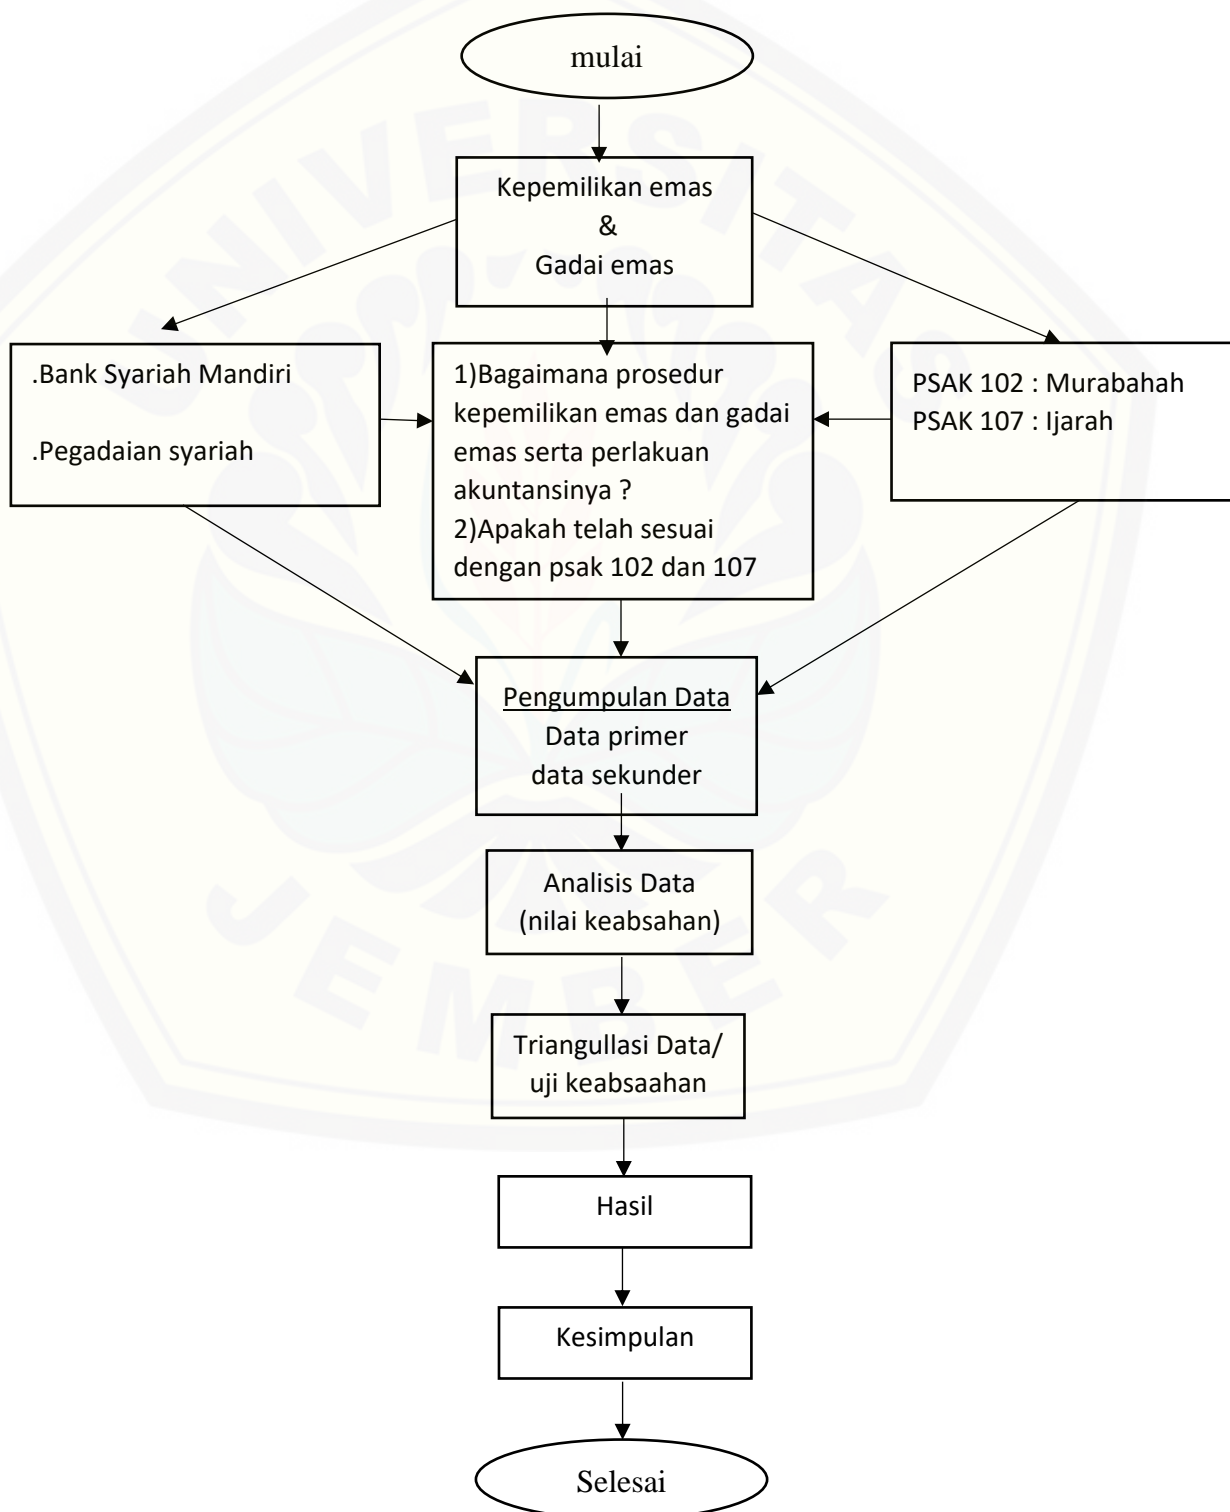 mulai
Kepemilikan emas
&
Gadai emas
.Bank Syariah Mandiri
.Pegadaian syariah
1)Bagaimana prosedur
kepemilikan emas dan gadai
emas serta perlakuan
akuntansinya ?
2)Apakah telah sesuai
dengan psak 102 dan 107
PSAK 102 : Murabahah
PSAK 107 : Ijarah
Pengumpulan Data
Data primer
data sekunder
Analisis Data
(nilai keabsahan)
Triangullasi Data/
uji keabsaahan
Hasil
Kesimpulan
Selesai
UNIVERSITAS
JEMBER